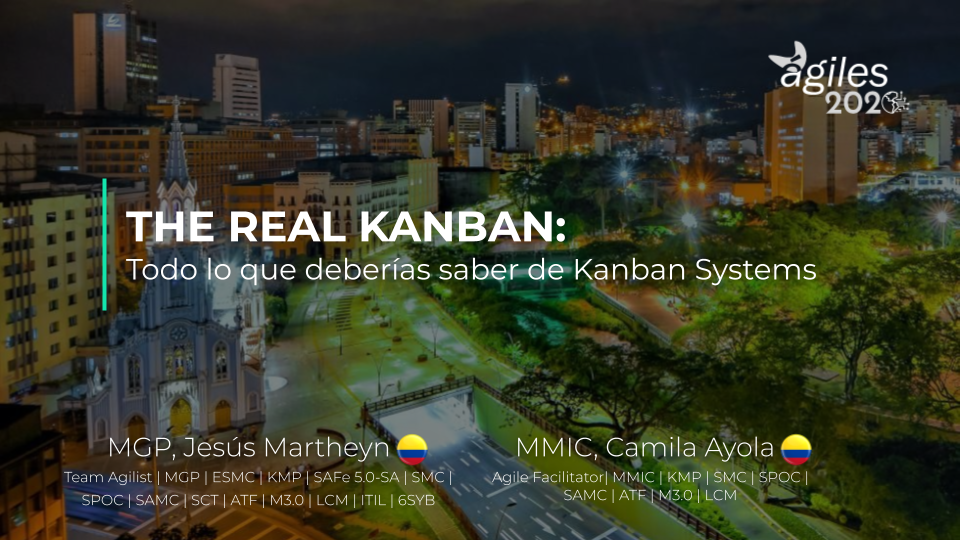 ágiles
2020
THE REAL KANBAN:
Todo lo que deberías saber de Kanban Systems
MGP, Jesús Martheyn
Team Agilist | MGP | ESMC | KMP | SAFe 5.0-SA | SMC |
SPOC | SAMC | SCT | ATF | M3.0 | LCM | ITIL | 6SYB
MMIC, Camila Ayola
Agile Facilitator| MMIC | KMP | SMC | SPOC |
SAMC | ATF | M3.0 | LCM